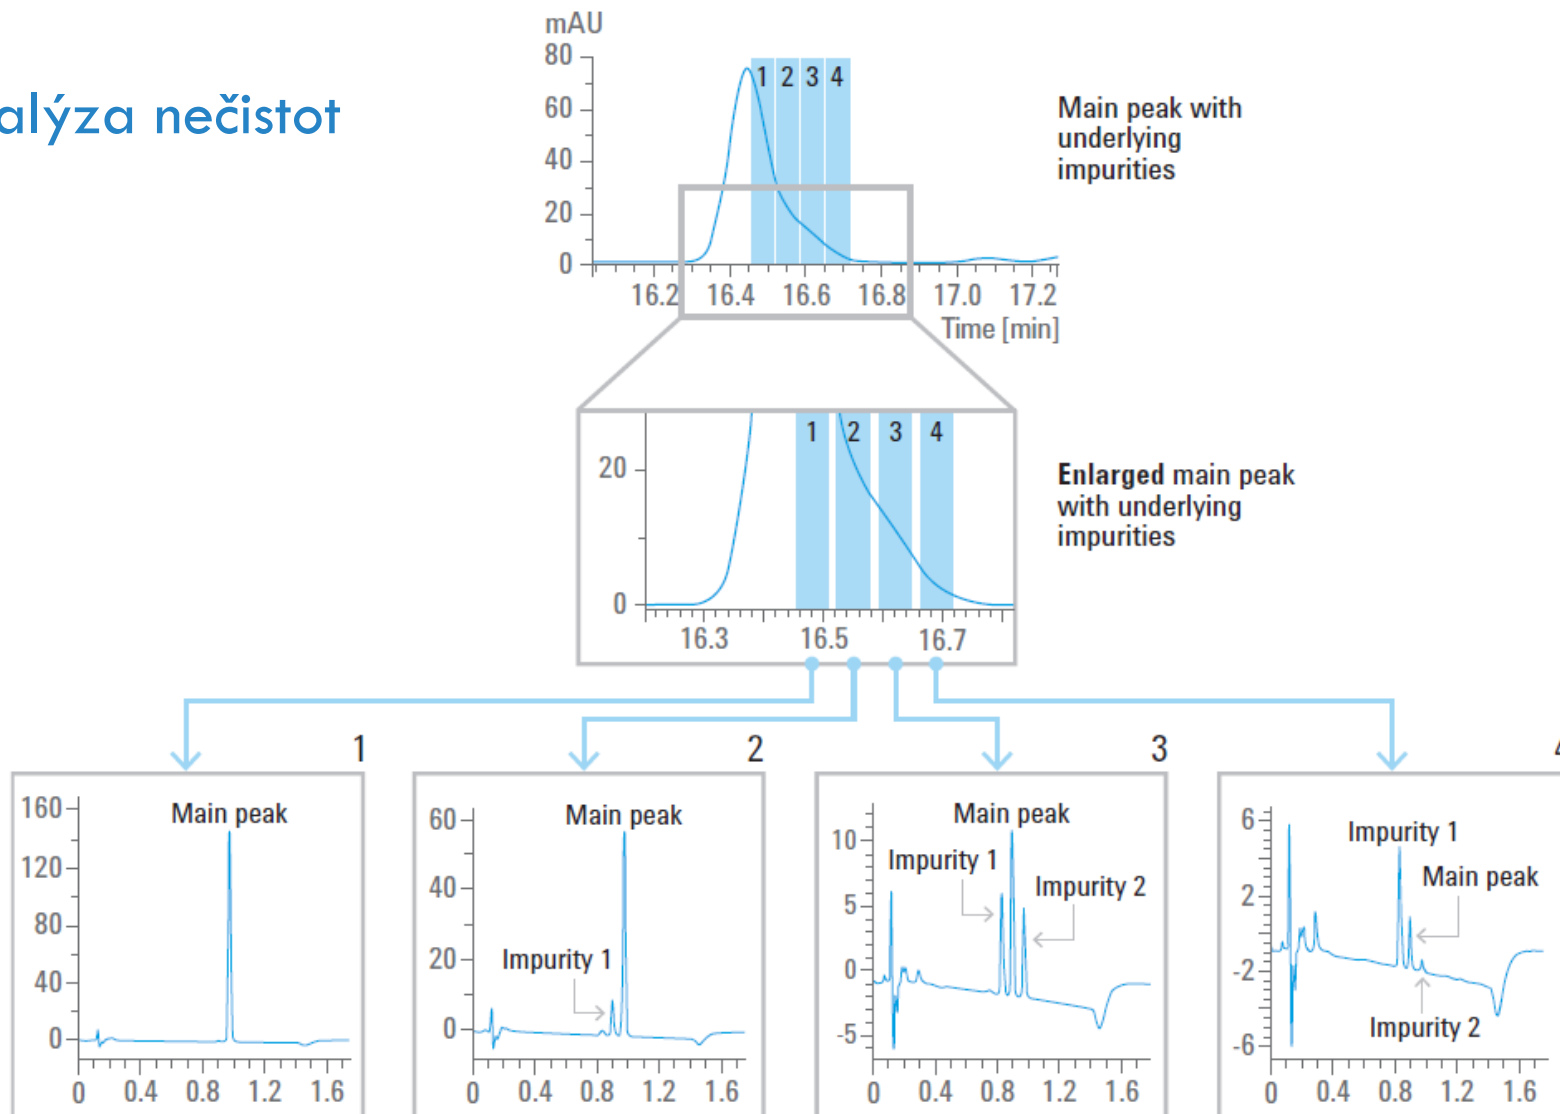 alýza nečistot
mAU
80
60
40
20
0
1 2 3 4
16.2 16.4 16.6 16.8 17.0 17.2
Time [min]
Main peak with
underlying
impurities
20
0
1 2 3 4
16.3 16.5 16.7
Enlarged main peak
with underlying
impurities
1
160
120
80
40
0
Main peak
0 0.4 0.8 1.2 1.6
2
60
40
20
0
Main peak
Impurity 1
0 0.4 0.8 1.2 1.6
3
10
5
0
-5
Main peak
Impurity 1
Impurity 2
0 0.4 0.8 1.2 1.6
4
6
2
-2
-6
Impurity 1
Main peak
Impurity 2
0 0.4 0.8 1.2 1.6